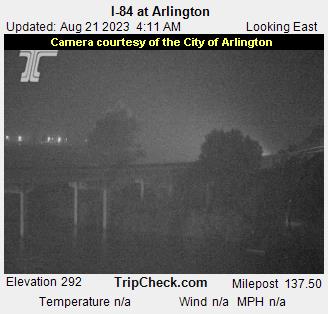 I-84 at Arlington
Updated: Aug 21 2023 4:11 AM Looking East
Camera courtesy of the City of Arlington
Elevation 292 TripCheck.com Milepost 137.50
Temperature n/a Wind n/a MPH n/a